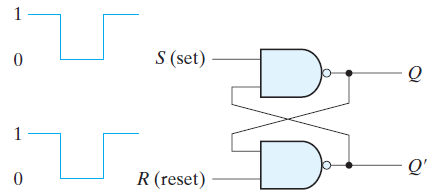 1
0
S (set)
Q
1
0
R (reset)
Q′